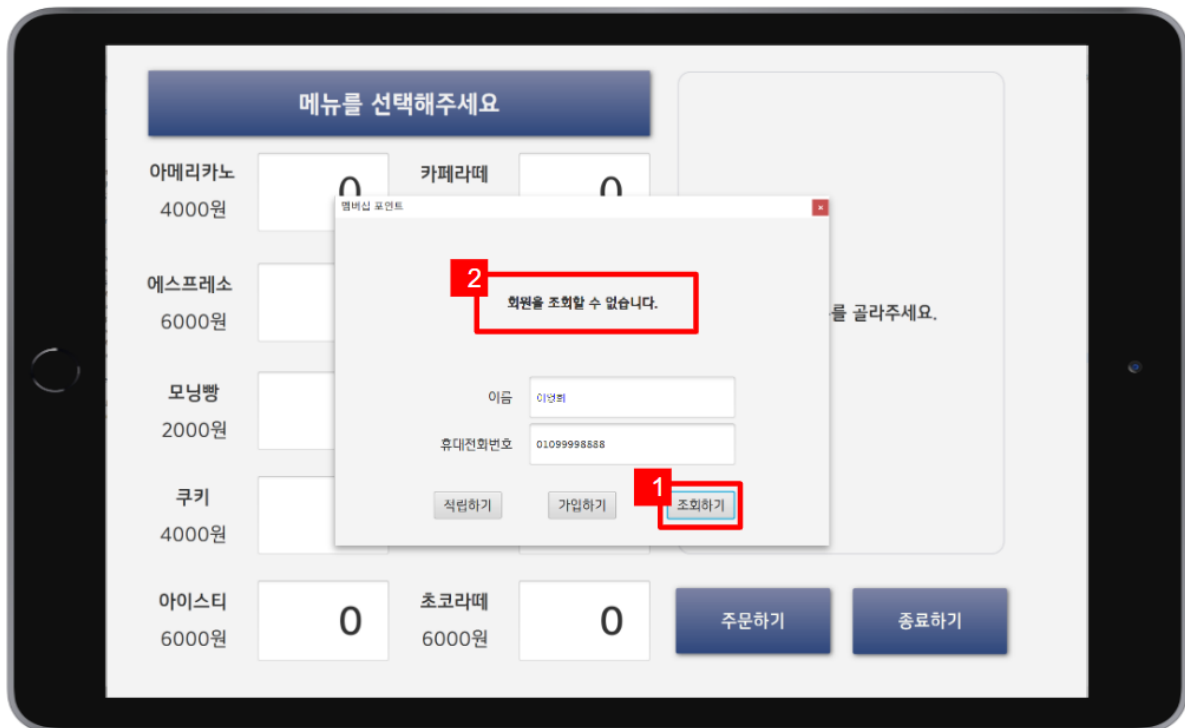 메뉴를 선택해주세요
아메리카노
4000원
0
카페라떼
0
멤버십 포인트
×
에스프레소
6000원
2
회원을 조회할 수 없습니다.
를 골라주세요.
모닝빵
2000원
이름
이영희
휴대전화번호
01099998888
쿠키
4000원
적립하기
가입하기
1
조회하기
아이스티
6000원
0
초코라떼
6000원
0
주문하기
종료하기